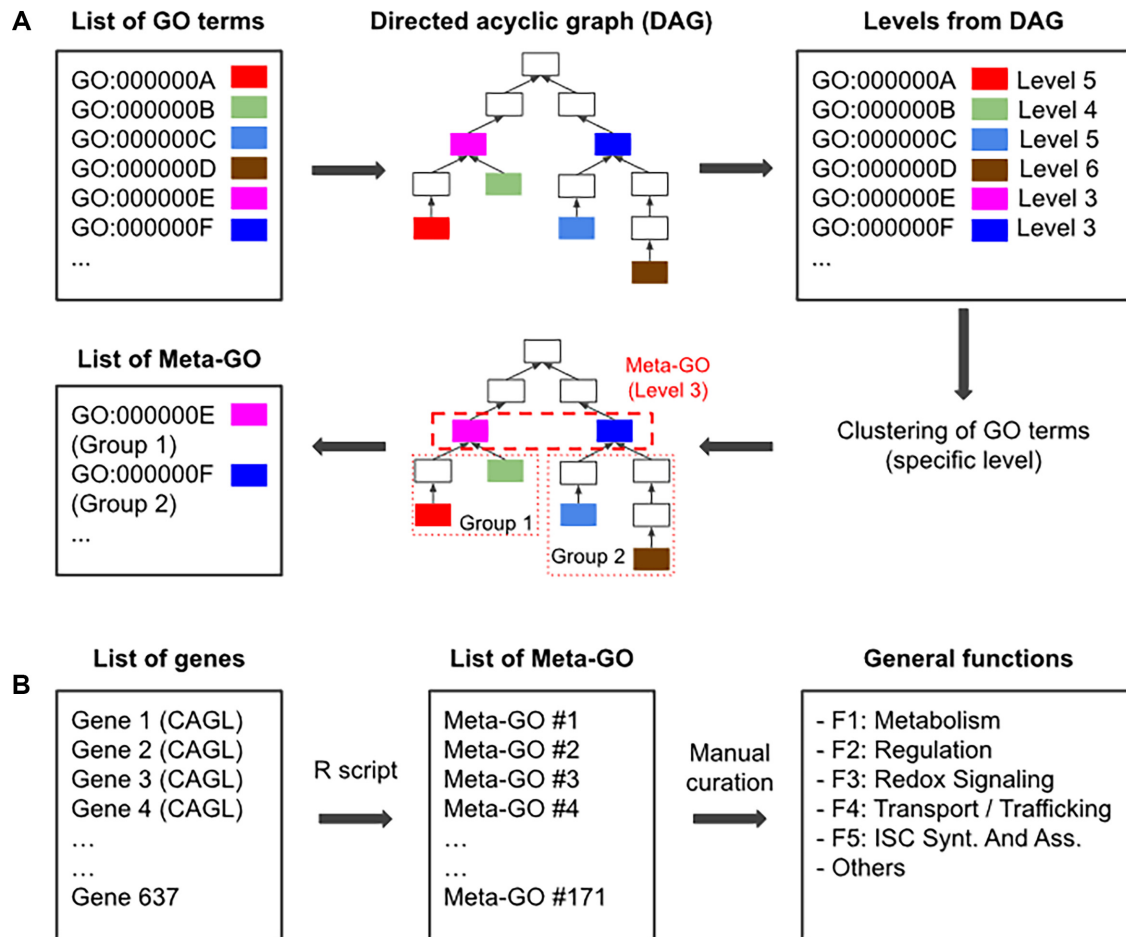 A
List of GO terms
GO:000000A
GO:000000B
GO:000000C
GO:000000D
GO:000000E
GO:000000F
...
Directed acyclic graph (DAG)
Levels from DAG
GO:000000A Level 5
GO:000000B Level 4
GO:000000C Level 5
GO:000000D Level 6
GO:000000E Level 3
GO:000000F Level 3
...
Clustering of GO terms
(specific level)
Meta-GO
(Level 3)
Group 1
Group 2
List of Meta-GO
GO:000000E
(Group 1)
GO:000000F
(Group 2)
...
B
List of genes
Gene 1 (CAGL)
Gene 2 (CAGL)
Gene 3 (CAGL)
Gene 4 (CAGL)
...
...
Gene 637
R script
List of Meta-GO
Meta-GO #1
Meta-GO #2
Meta-GO #3
Meta-GO #4
...
...
Meta-GO #171
Manual
curation
General functions
- F1: Metabolism
- F2: Regulation
- F3: Redox Signaling
- F4: Transport / Trafficking
- F5: ISC Synt. And Ass.
- Others